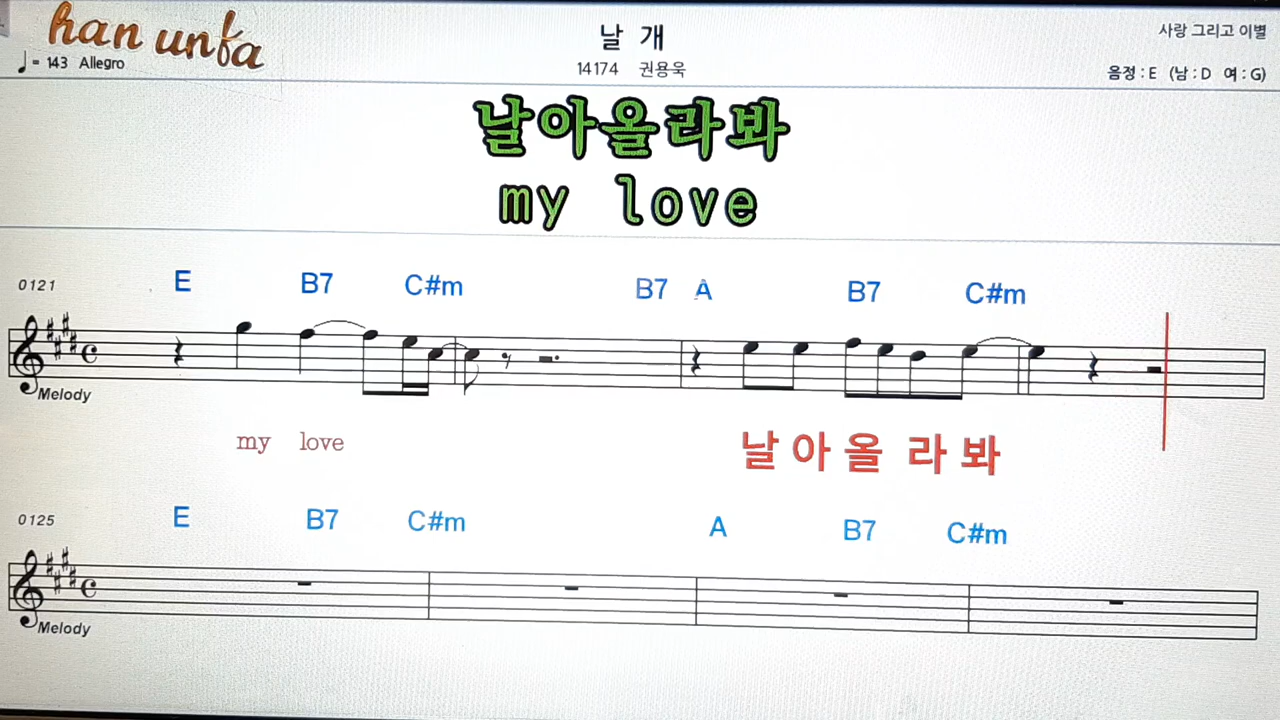 han unfa
♩= 143 Allegro
날 개
14174 권용욱
사랑 그리고 이별
음정 : E (남 : D 여 : G)
날아올라봐
my love
0121
E B7 C#m B7 A B7 C#m
Melody
my love 날 아 올 라 봐
0125
E B7 C#m A B7 C#m
Melody